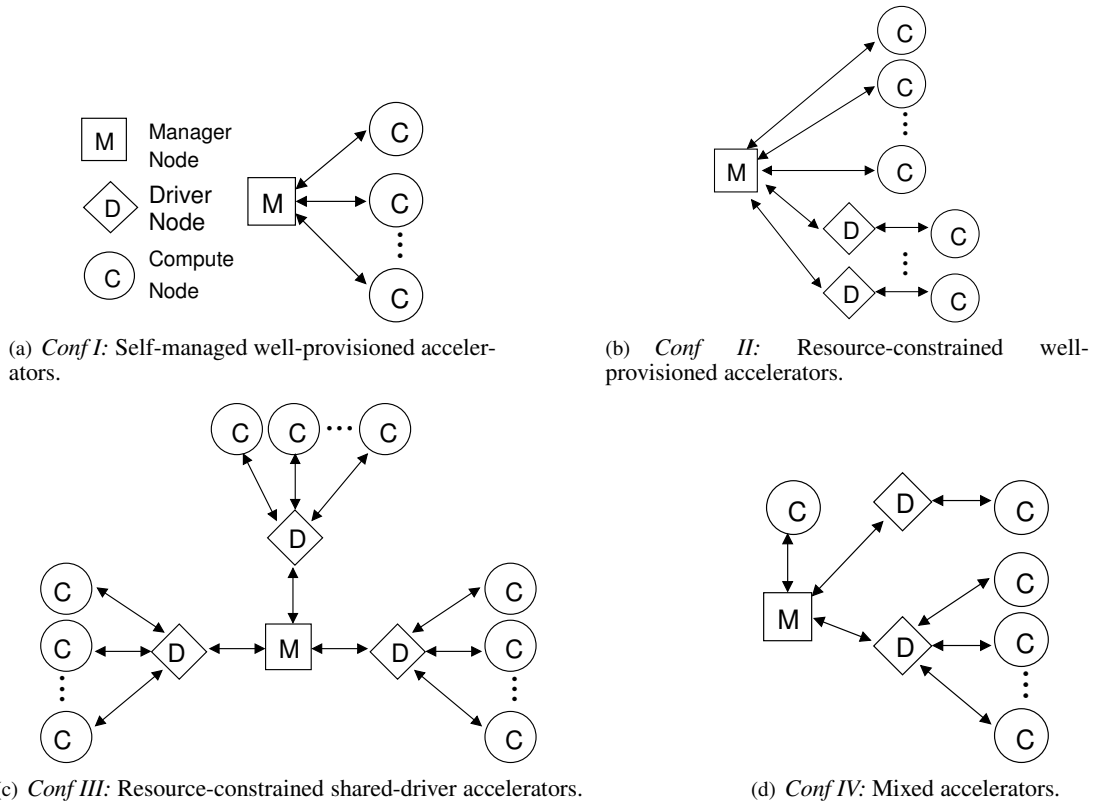 M
Manager
Node
D
Driver
Node
C
Compute
Node
M
C
C
C
(a) Conf I: Self-managed well-provisioned acceler-
ators.
C
C
C
M
D
C
D
C
(b) Conf II: Resource-constrained well-
provisioned accelerators.
C
C
C
D
C
C
C
D
M
D
C
C
C
c) Conf III: Resource-constrained shared-driver accelerators.
C
D
C
M
D
C
C
C
(d) Conf IV: Mixed accelerators.